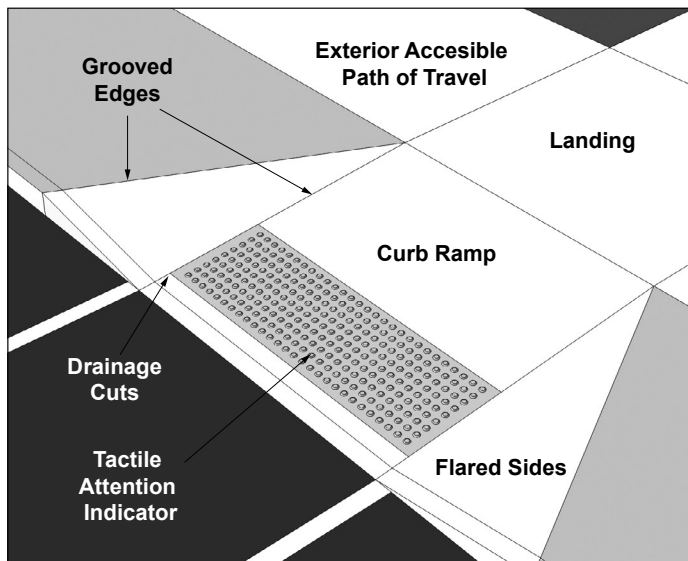 Exterior Accesible
Path of Travel
Grooved
Edges
Landing
Curb Ramp
Drainage
Cuts
Tactile
Attention
Indicator
Flared Sides